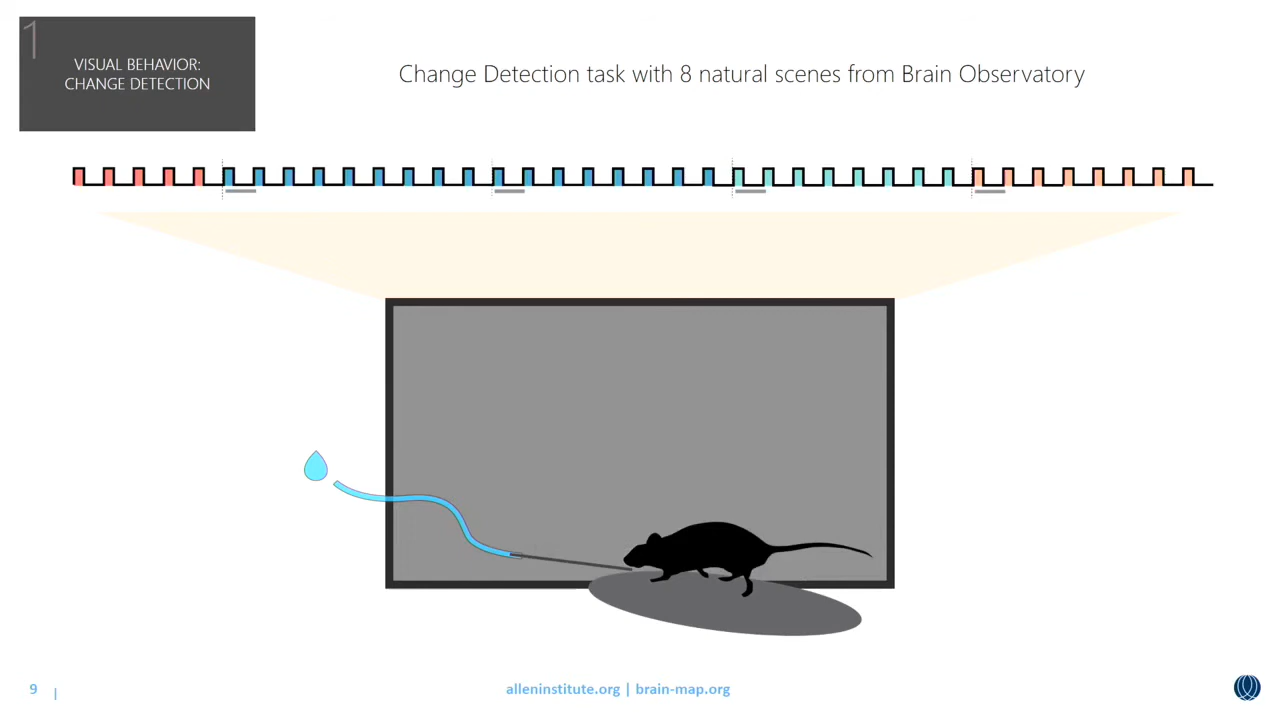 1
VISUAL BEHAVIOR:
CHANGE DETECTION
Change Detection task with 8 natural scenes from Brain Observatory
9 |
alleninstitute.org | brain-map.org